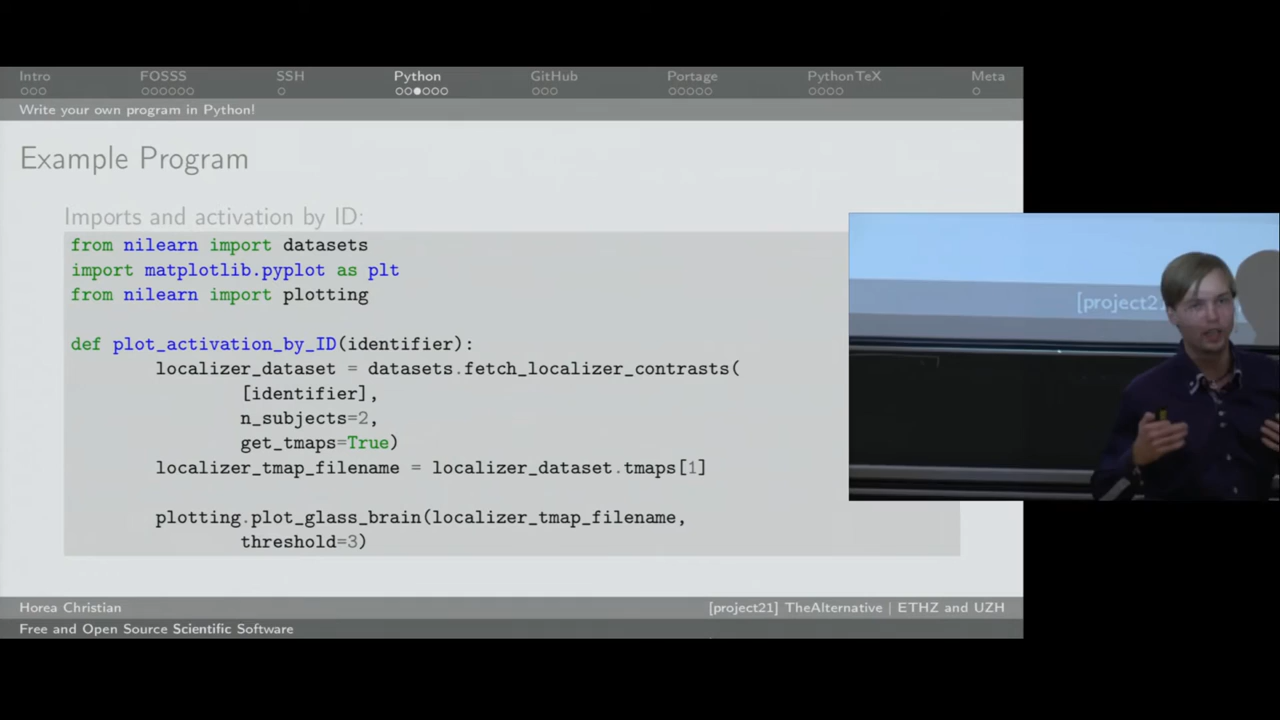 Intro FOSSS SSH Python GitHub Portage PythonTeX Meta
Write your own program in Python!
Example Program
Imports and activation by ID:
from nilearn import datasets
import matplotlib.pyplot as plt
from nilearn import plotting
def plot_activation_by_ID(identifier):
localizer_dataset = datasets.fetch_localizer_contrasts(
[identifier],
n_subjects=2,
get_tmaps=True)
localizer_tmap_filename = localizer_dataset.tmaps[1]
plotting.plot_glass_brain(localizer_tmap_filename,
threshold=3)
[project2
Horea Christian [project21] TheAlternative | ETHZ and UZH
Free and Open Source Scientific Software